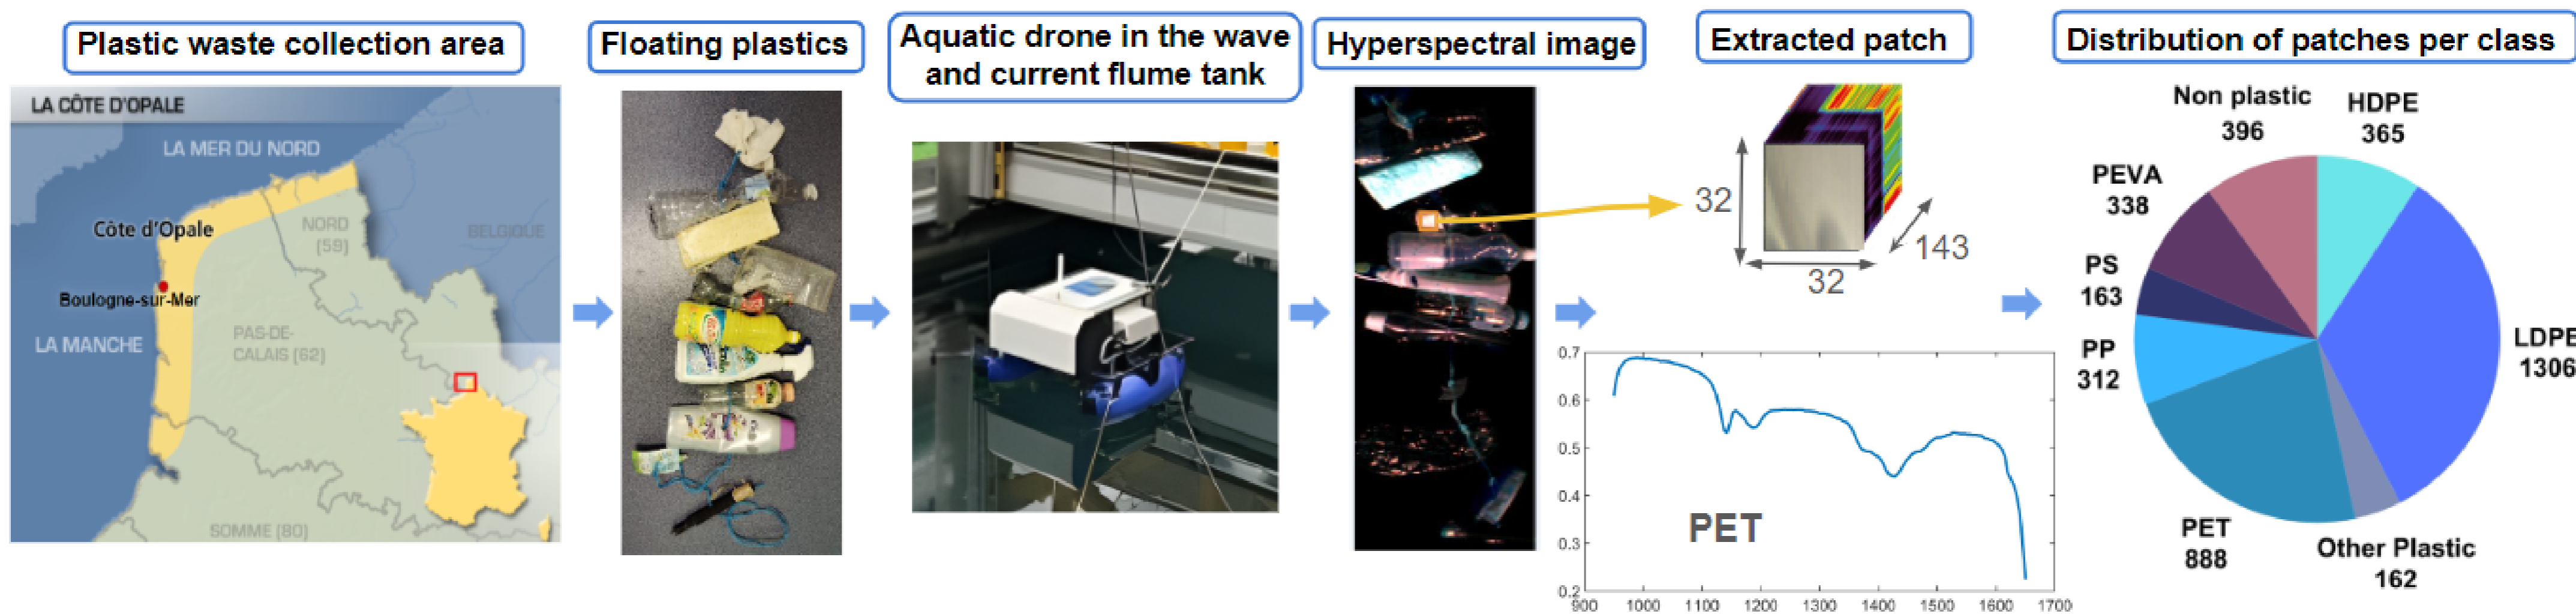 Plastic waste collection area
Floating plastics
Aquatic drone in the wave
and current flume tank
Hyperspectral image
Extracted patch
Distribution of patches per class
LA CÔTE D'OPALE
LA MER DU NORD
Côte d'Opale
NORD
(59)
BELGIQUE
Boulogne-sur-Mer
LA MANCHE
PAS-DE-
CALAIS (62)
SOMME (80)
32
32
143
0.7
0.6
0.5
0.4
0.3
0.2
900
1000
1100
1200
1300
1400
1500
1600
1700
PET
Non plastic
396
HDPE
365
PEVA
338
PS
163
PP
312
LDPE
1306
PET
888
Other Plastic
162